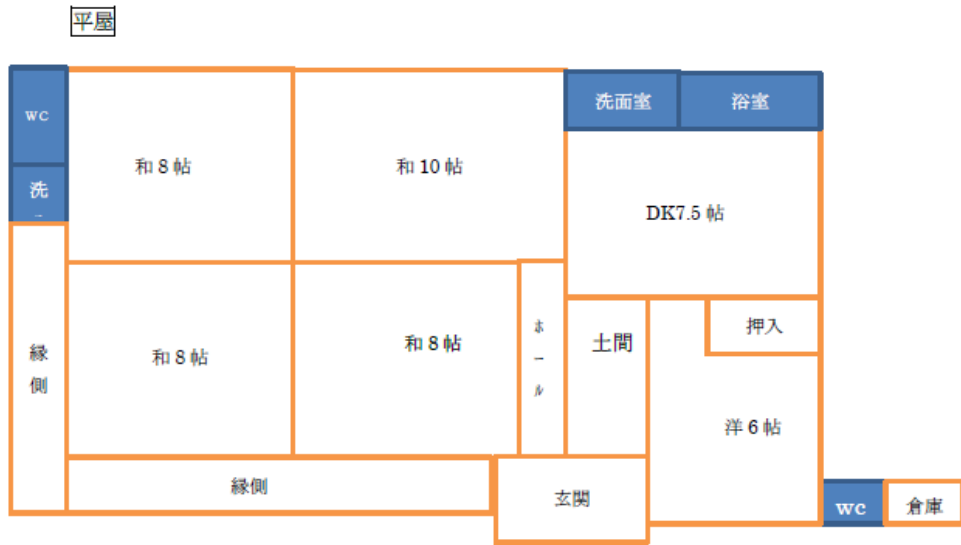 平屋
wc
洗
和8帖
和10帖
洗面室
浴室
DK7.5帖
縁側
和8帖
和8帖
ホール
土間
押入
洋6帖
縁側
玄関
wc
倉庫